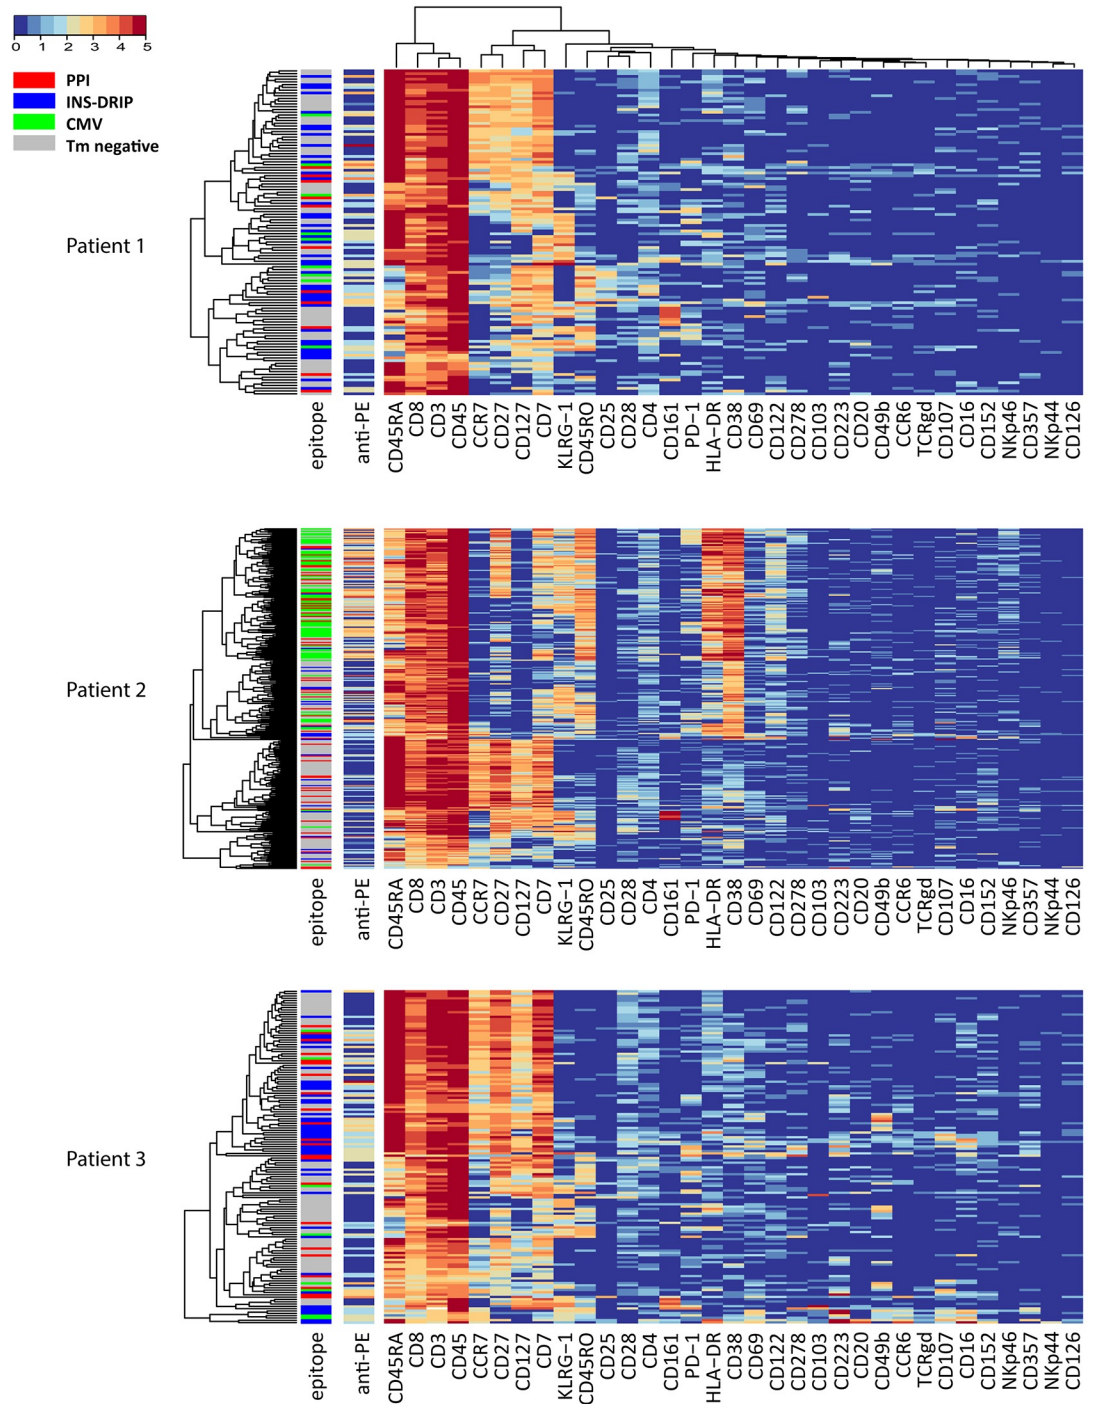 0 1 2 3 4 5
PPI
INS-DRIP
CMV
Tm negative
Patient 1
epitope anti-PE CD45RA CD8 CD3 CD45 CCR7 CD27 CD127 CD7 KLRG-1 CD45RO CD25 CD28 CD4 CD161 PD-1 HLA-DR CD38 CD69 CD122 CD278 CD103 CD223 CD20 CD49b CCR6 TCRgd CD107 CD16 CD152 NKp46 CD357 NKp44 CD126
Patient 2
epitope anti-PE CD45RA CD8 CD3 CD45 CCR7 CD27 CD127 CD7 KLRG-1 CD45RO CD25 CD28 CD4 CD161 PD-1 HLA-DR CD38 CD69 CD122 CD278 CD103 CD223 CD20 CD49b CCR6 TCRgd CD107 CD16 CD152 NKp46 CD357 NKp44 CD126
Patient 3
epitope anti-PE CD45RA CD8 CD3 CD45 CCR7 CD27 CD127 CD7 KLRG-1 CD45RO CD25 CD28 CD4 CD161 PD-1 HLA-DR CD38 CD69 CD122 CD278 CD103 CD223 CD20 CD49b CCR6 TCRgd CD107 CD16 CD152 NKp46 CD357 NKp44 CD126